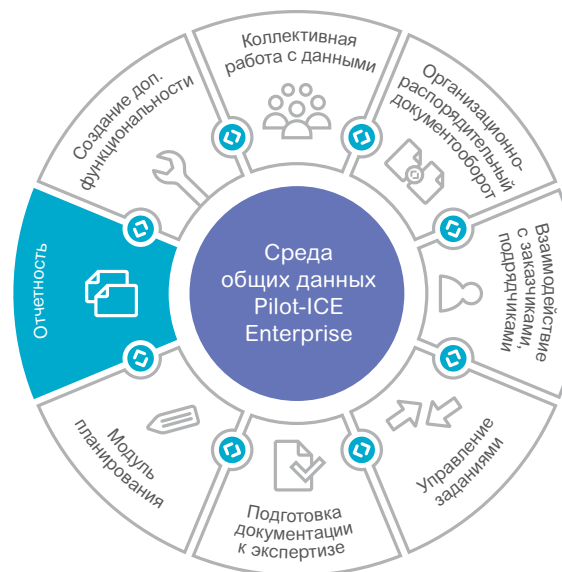 Коллективная
работа с данными
Организационно-
распорядительный
документооборот
Взаимодействие
с заказчиками,
подрядчиками
Управление
заданиями
Подготовка
документации
к экспертизе
Модуль
планирования
Отчетность
Создание доп.
функциональности
Среда
общих данных
Pilot-ICE
Enterprise